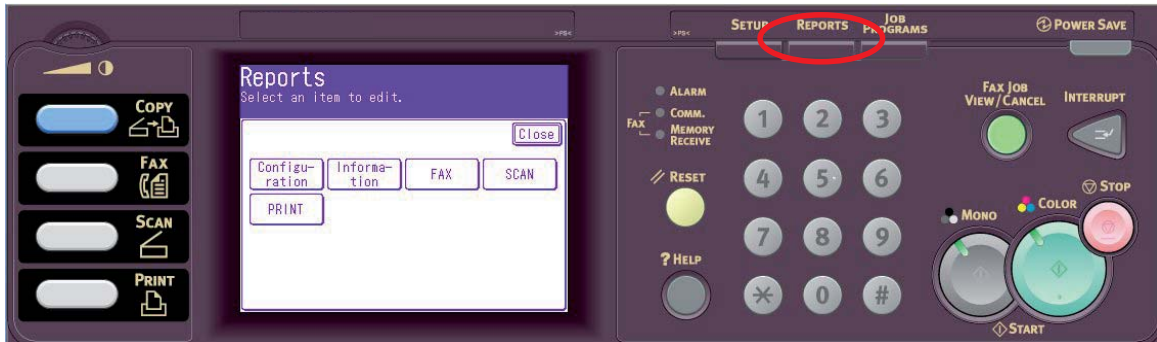 >PS<
>PS<
SETUP
REPORTS
JOB
PROGRAMS
POWER SAVE
COPY
FAX
SCAN
PRINT
Reports
Select an item to edit.
Close
Configu-
ration
Informa-
tion
FAX
SCAN
PRINT
ALARM
FAX
COMM.
MEMORY
RECEIVE
RESET
? HELP
1
2
3
4
5
6
7
8
9
0
#
FAX JOB
VIEW/CANCEL
INTERRUPT
STOP
MONO
COLOR
START